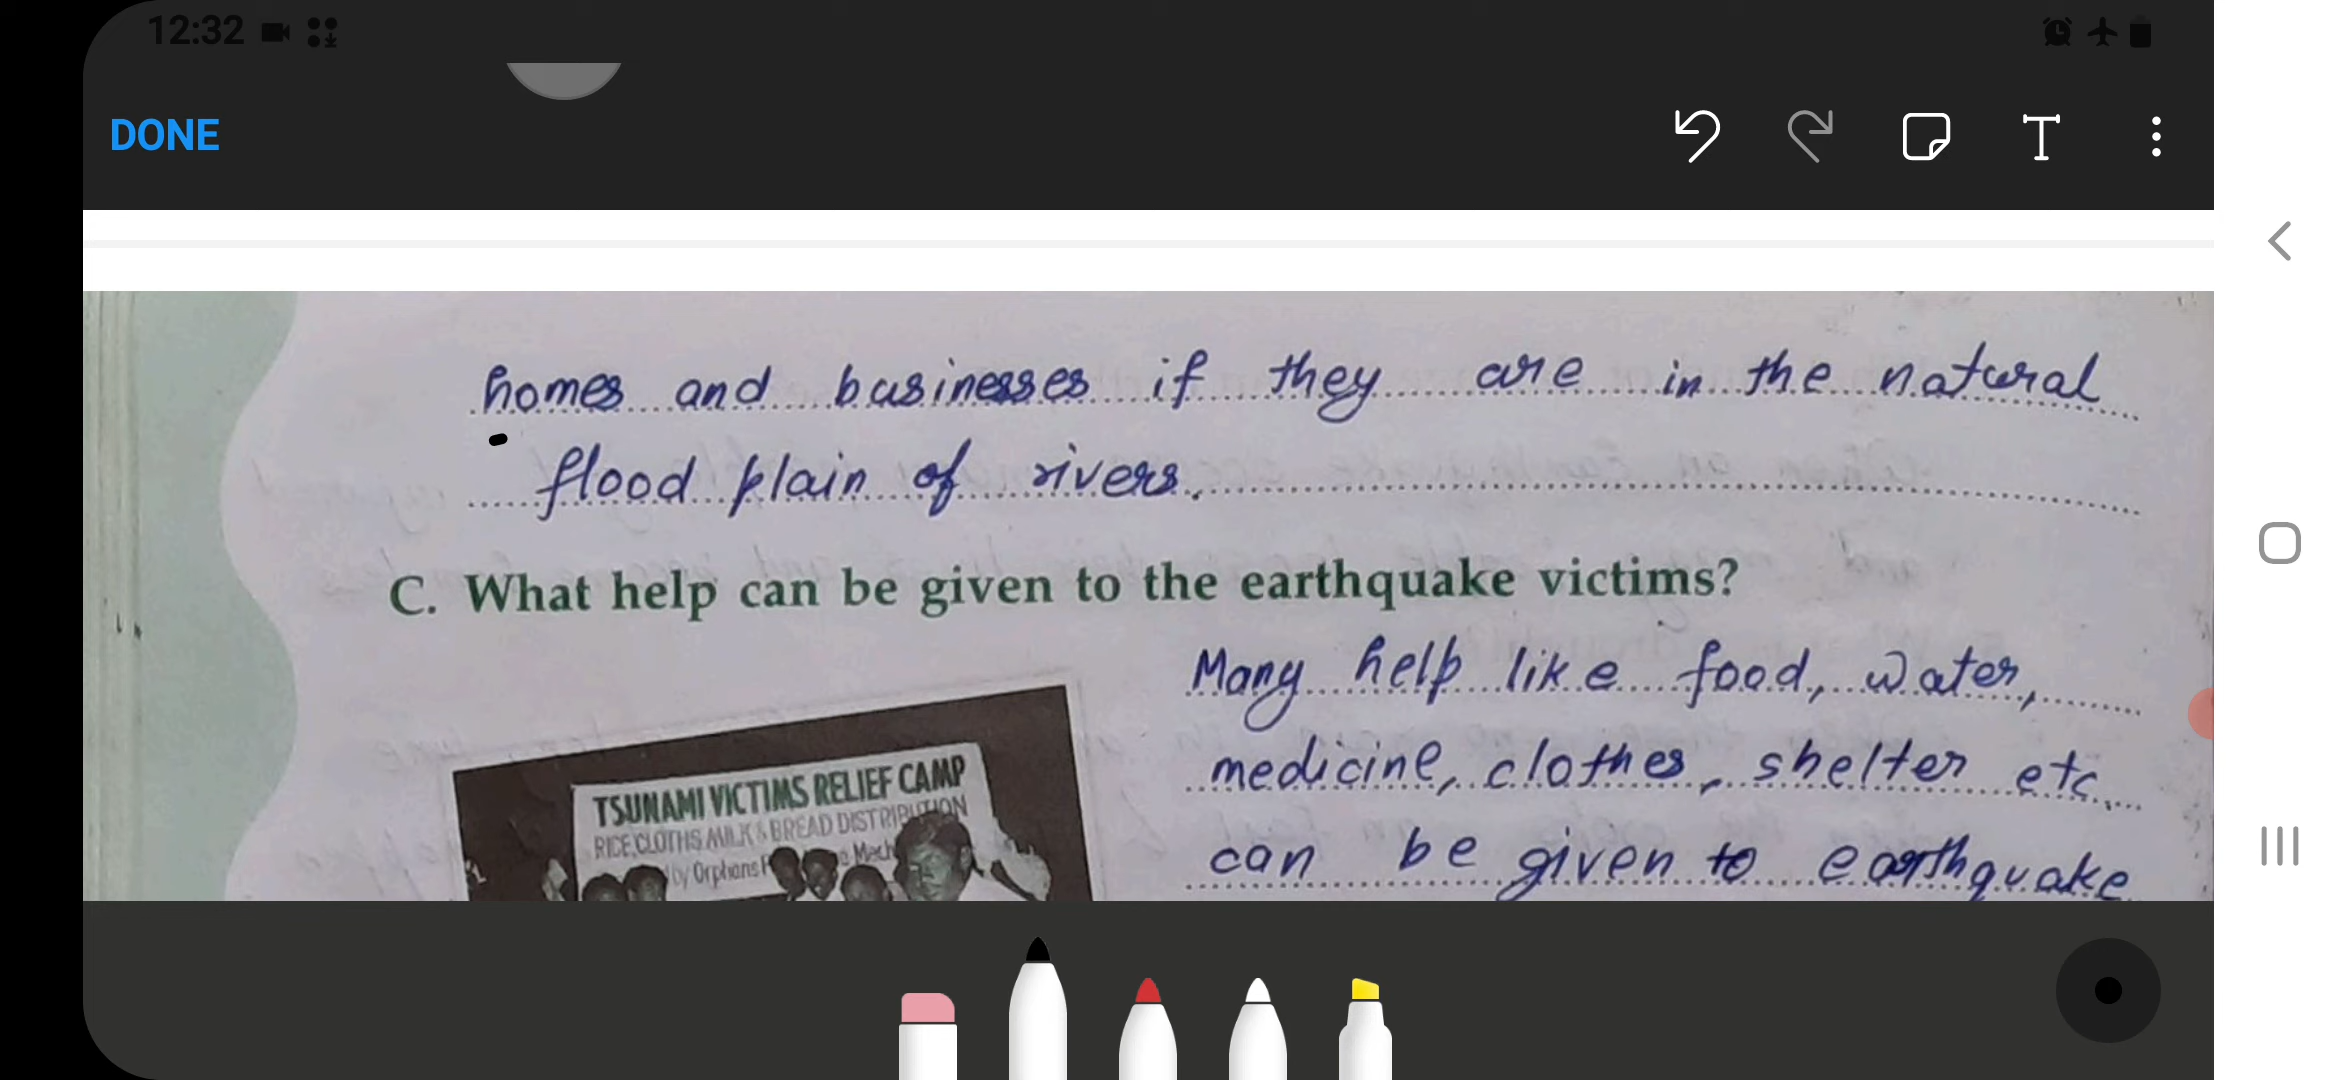 12:32
DONE
T
homes and businesses if they are in the natural
flood plain of rivers.
C. What help can be given to the earthquake victims?
Many help like food, water,
medicine, clothes, shelter etc.
can be given to earthquake
TSUNAMI VICTIMS RELIEF CAMP
RICE, CLOTHS, MILK & BREAD DISTRIBUTION
by Orphans